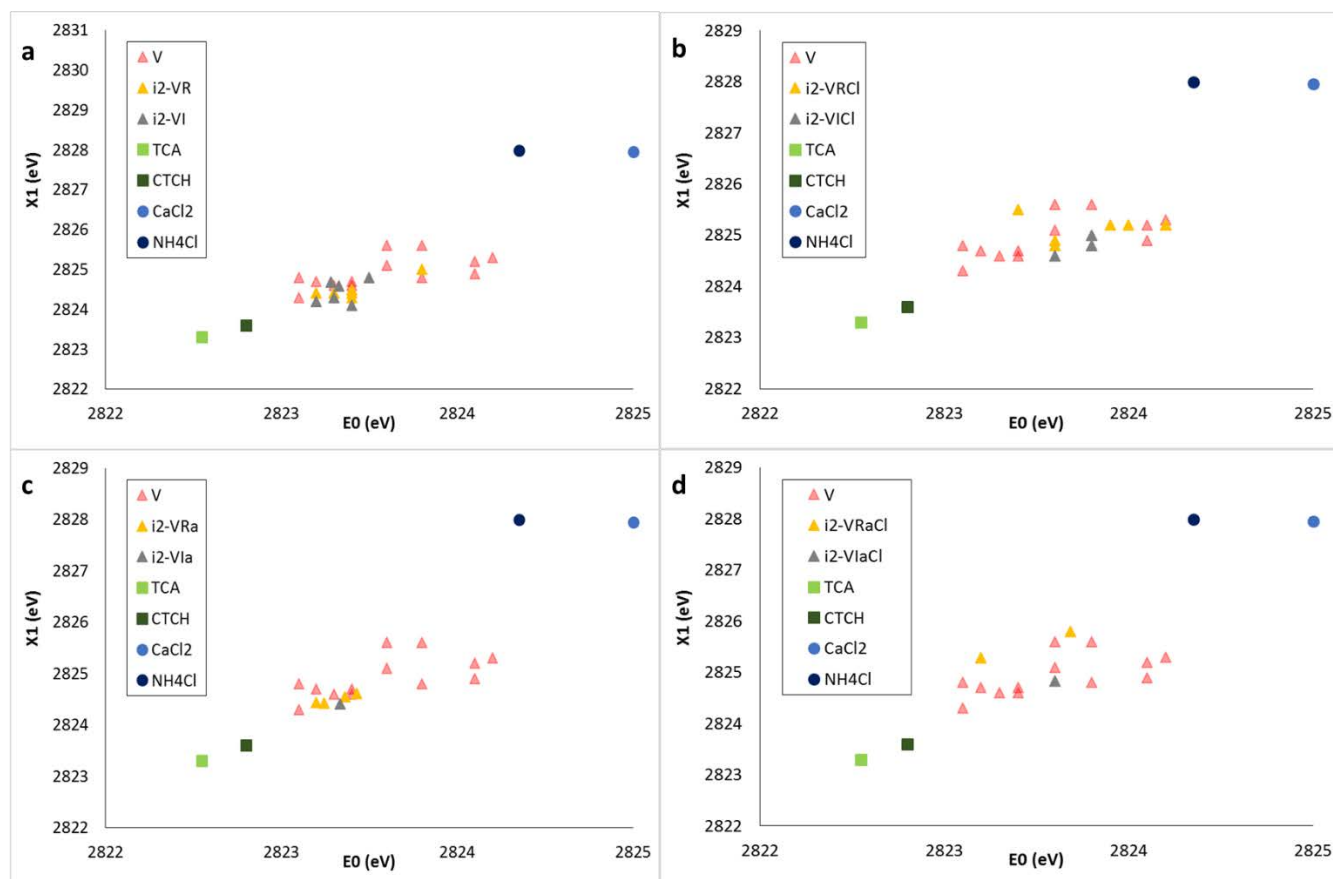 a
2831
2830
2829
2828
2827
2826
2825
2824
2823
2822
X1 (eV)
V
i2-VR
i2-VI
TCA
CTCH
CaCl2
NH4Cl
2822 2823 2824 2825
E0 (eV)
b
2829
2828
2827
2826
2825
2824
2823
2822
X1 (eV)
V
i2-VRCl
i2-VICl
TCA
CTCH
CaCl2
NH4Cl
2822 2823 2824 2825
E0 (eV)
c
2829
2828
2827
2826
2825
2824
2823
2822
X1 (eV)
V
i2-VRa
i2-VIa
TCA
CTCH
CaCl2
NH4Cl
2822 2823 2824 2825
E0 (eV)
d
2829
2828
2827
2826
2825
2824
2823
2822
X1 (eV)
V
i2-VRaCl
i2-VIaCl
TCA
CTCH
CaCl2
NH4Cl
2822 2823 2824 2825
E0 (eV)